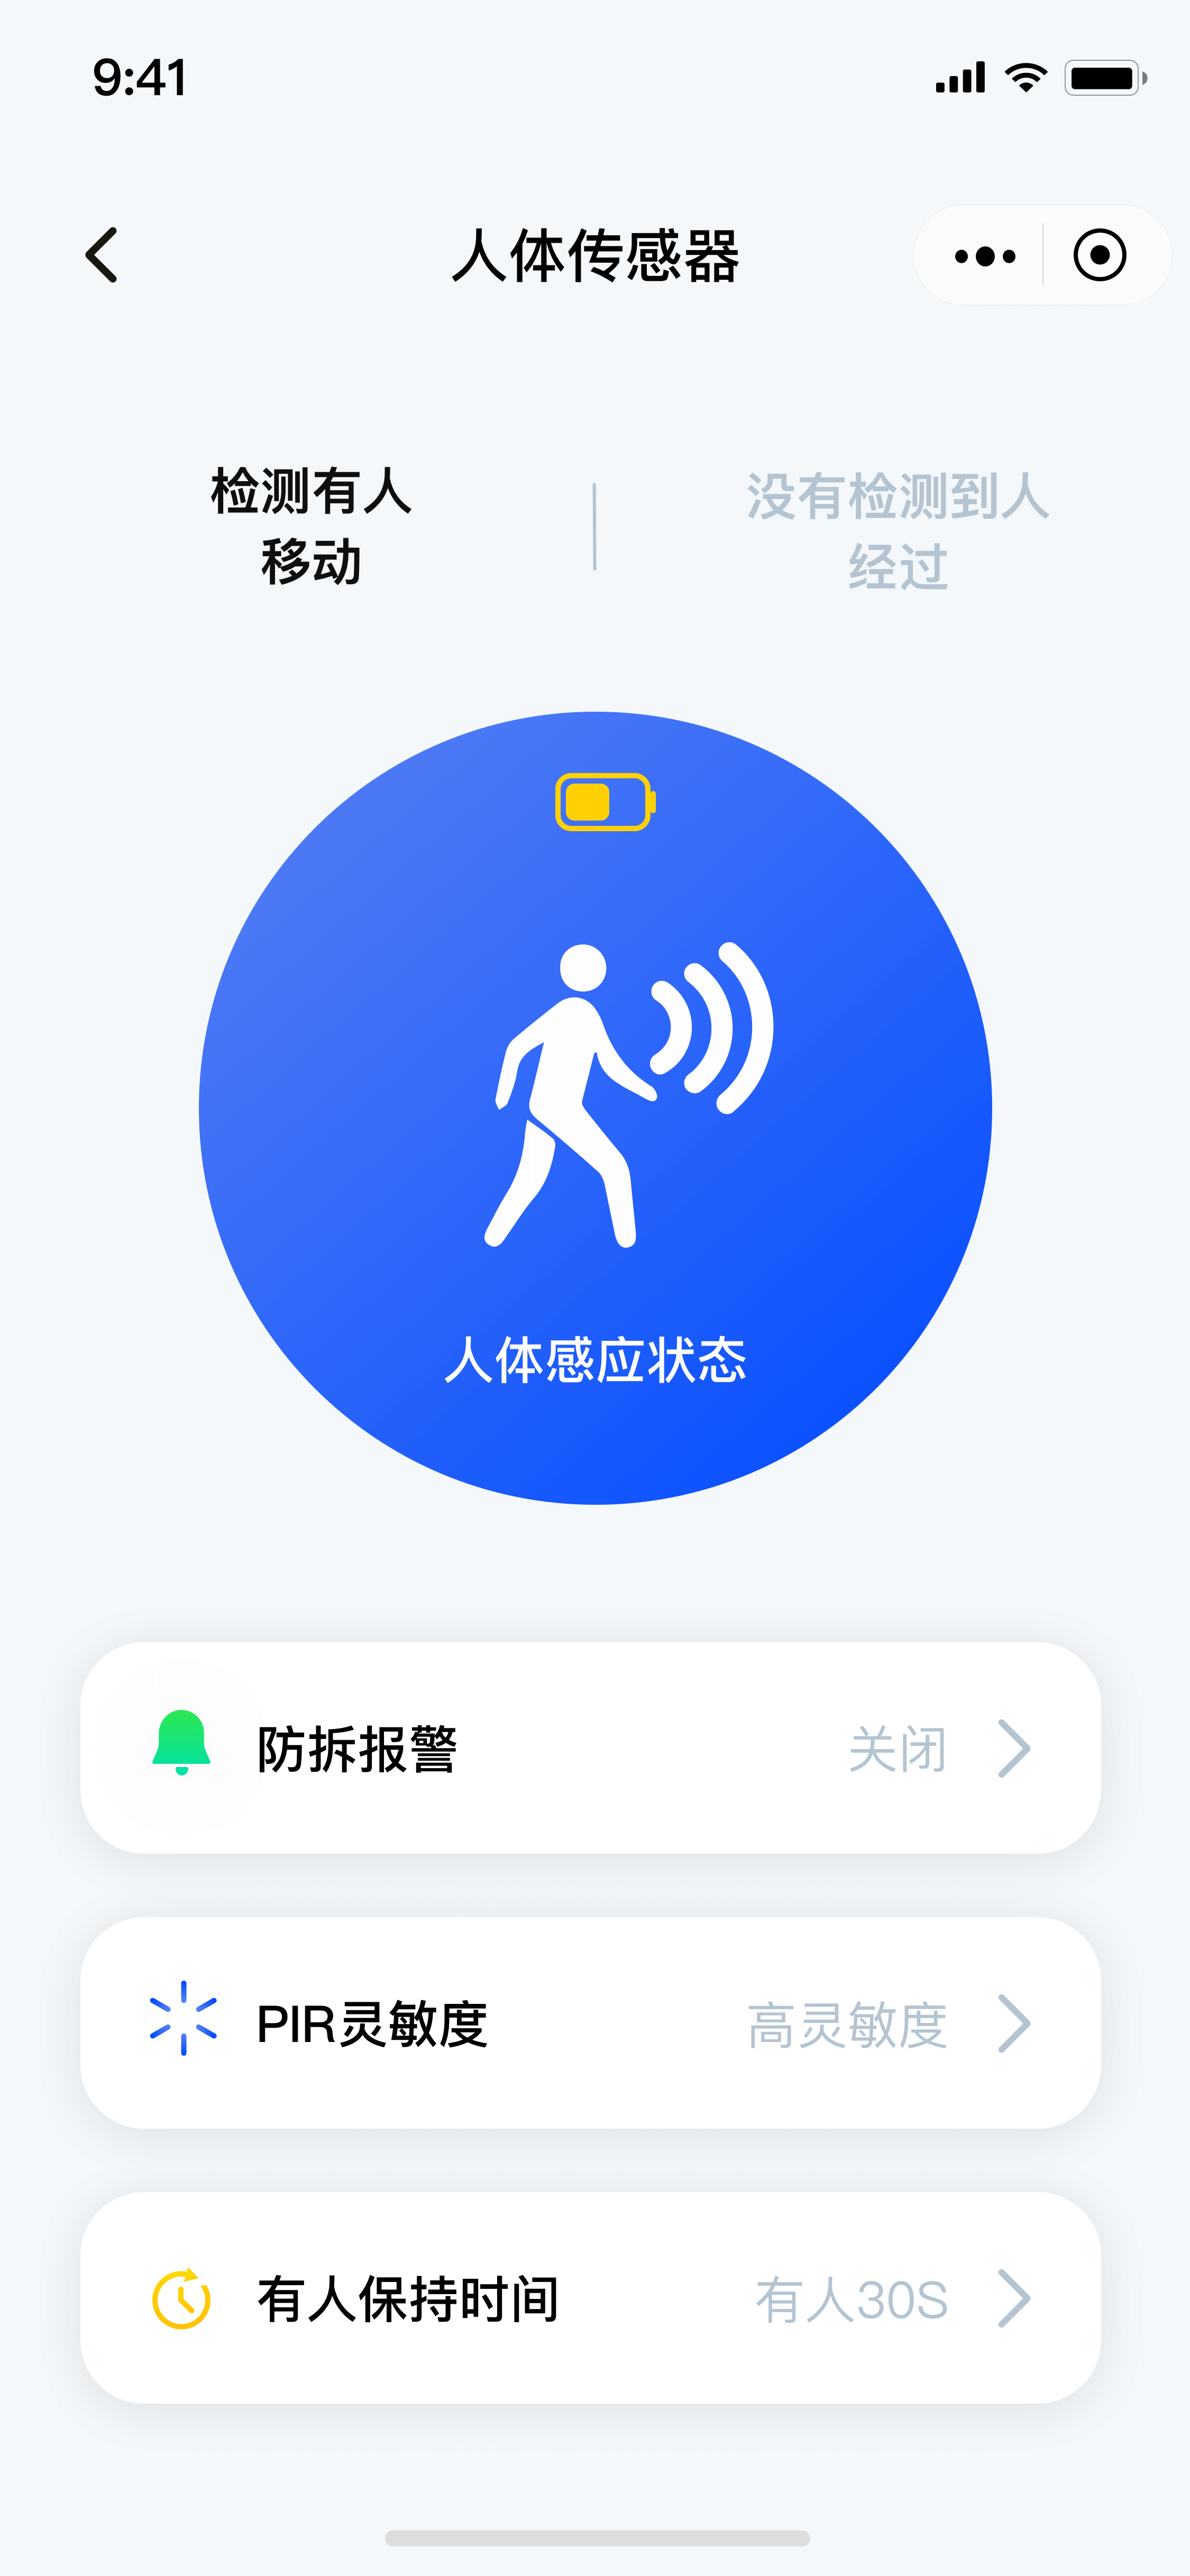 9:41
人体传感器
检测有人
移动
没有检测到人
经过
人体感应状态
防拆报警 关闭
PIR灵敏度 高灵敏度
有人保持时间 有人30S